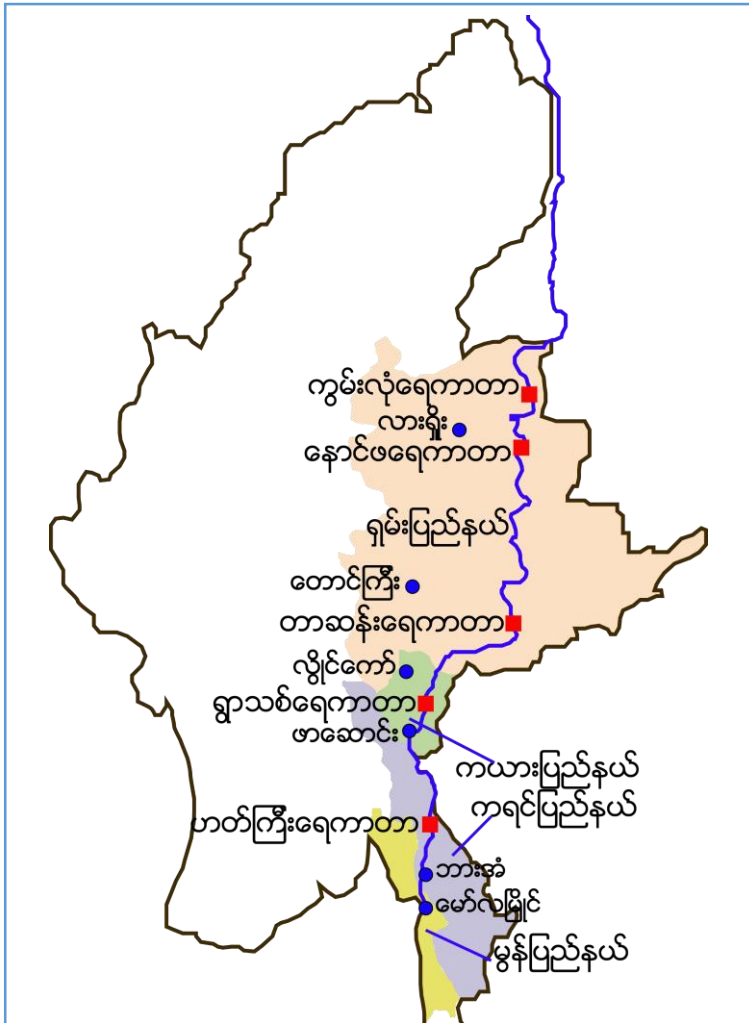 ကွမ်းလုံရေကာတာ
လားရှိုး
နောင်ဖရေကာတာ
ရှမ်းပြည်နယ်
တောင်ကြီး
တာဆန်းရေကာတာ
လွိုင်ကော်
ရွာသစ်ရေကာတာ
ဖာဆောင်း
ကယားပြည်နယ်
ကရင်ပြည်နယ်
ဟတ်ကြီးရေကာတာ
ဘားအံ
မော်လမြိုင်
မွန်ပြည်နယ်